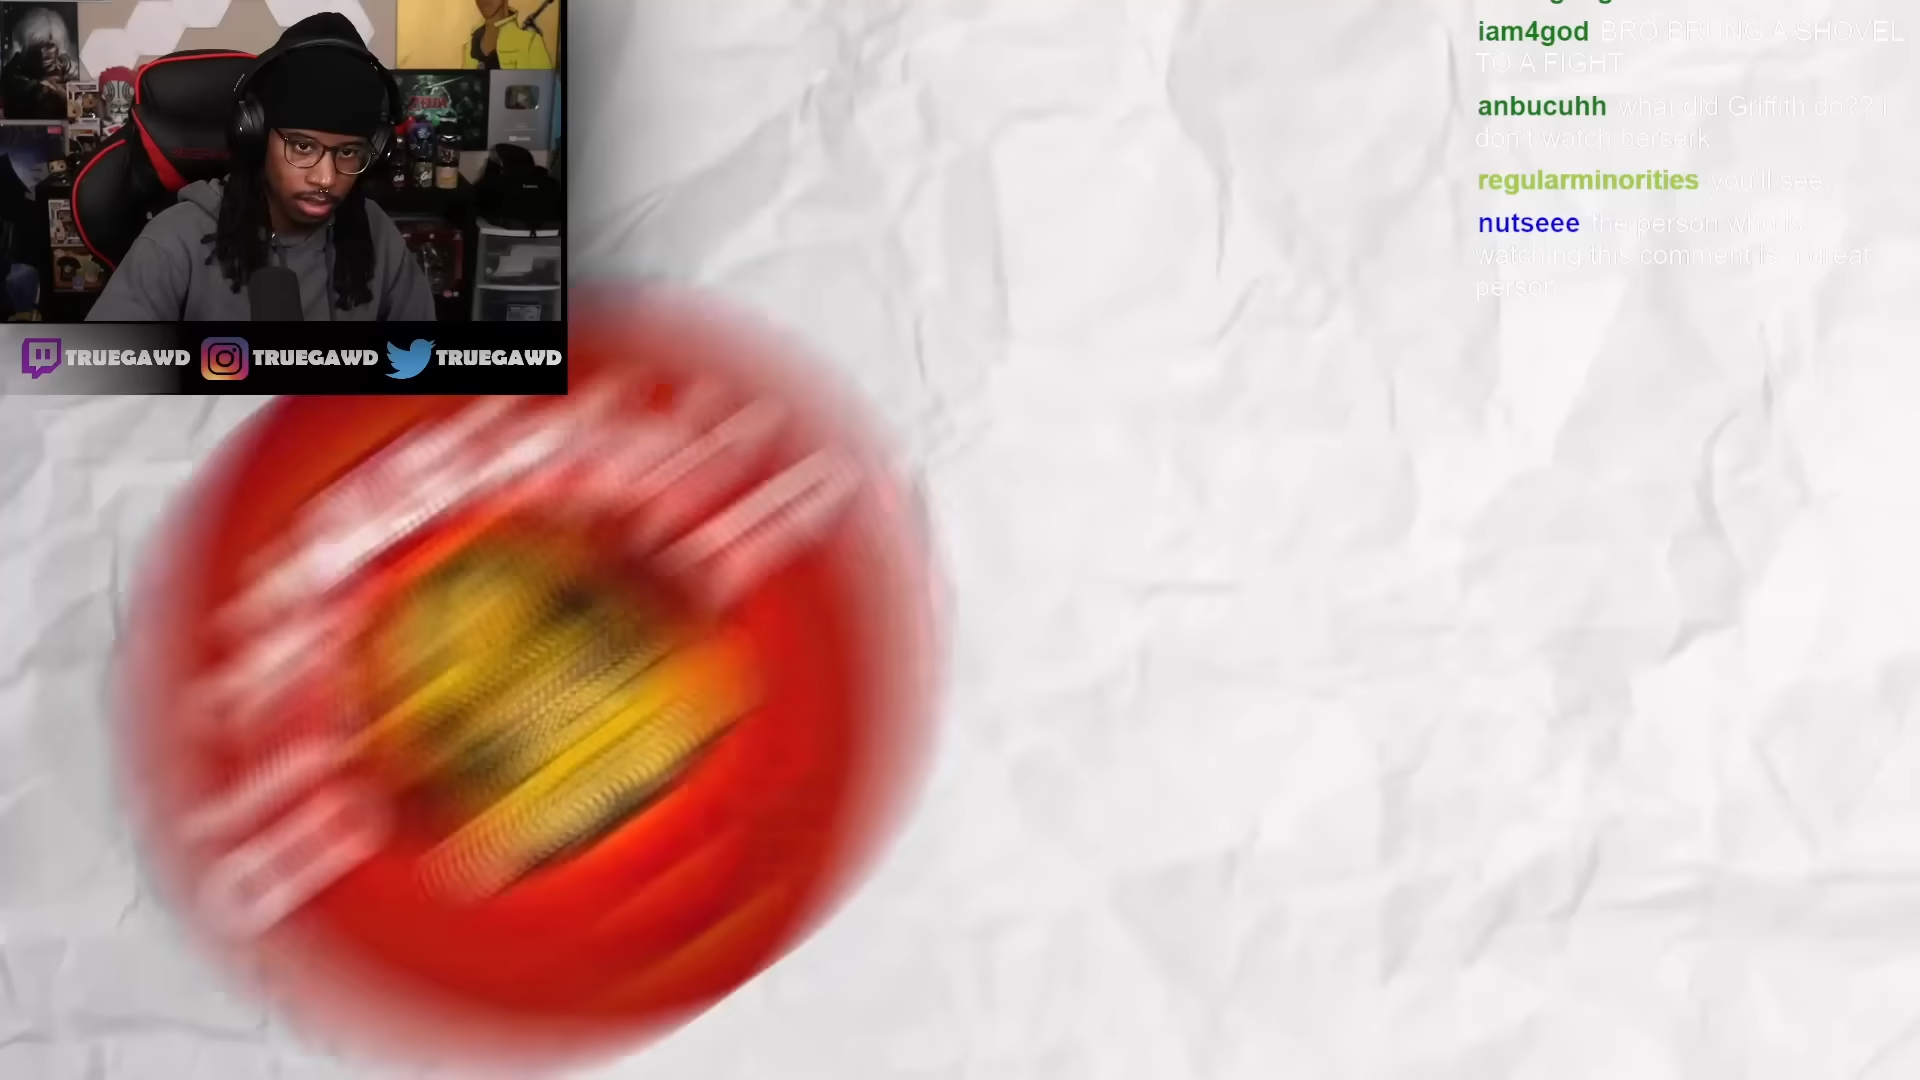 iam4god BRO BRUNG A SHOVEL
TO A FIGHT
anbucuhh what did Griffith do?? I
don't watch berserk
regularminorities you'll see..
nutseee the person who is
watching this comment is a great
person
TRUEGAWD TRUEGAWD TRUEGAWD